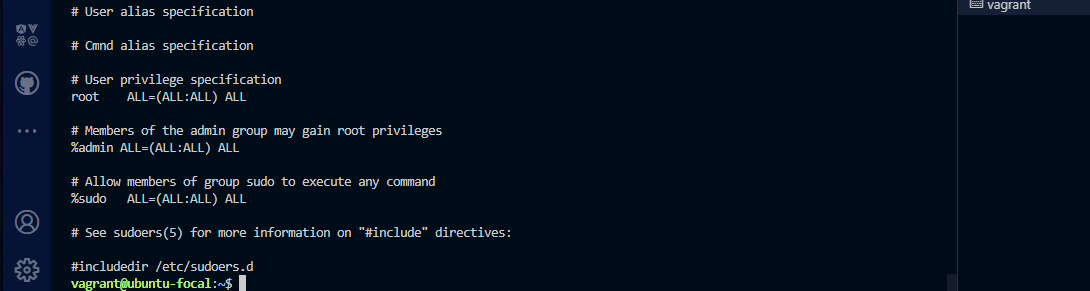 # User alias specification
# Cmnd alias specification
# User privilege specification
root    ALL=(ALL:ALL) ALL
# Members of the admin group may gain root privileges
%admin ALL=(ALL:ALL) ALL
# Allow members of group sudo to execute any command
%sudo   ALL=(ALL:ALL) ALL
# See sudoers(5) for more information on "#include" directives:
#includedir /etc/sudoers.d
vagrant@ubuntu-focal:~$
vagrant